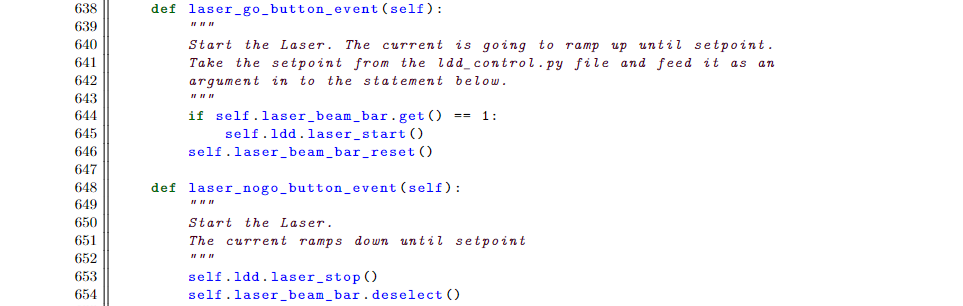 638 def laser_go_button_event(self):
639 """
640 Start the Laser. The current is going to ramp up until setpoint.
641 Take the setpoint from the ldd_control.py file and feed it as an
642 argument in to the statement below.
643 """
644 if self.laser_beam_bar.get() == 1:
645 self.ldd.laser_start()
646 self.laser_beam_bar_reset()
647
648 def laser_nogo_button_event(self):
649 """
650 Start the Laser.
651 The current ramps down until setpoint
652 """
653 self.ldd.laser_stop()
654 self.laser_beam_bar.deselect()